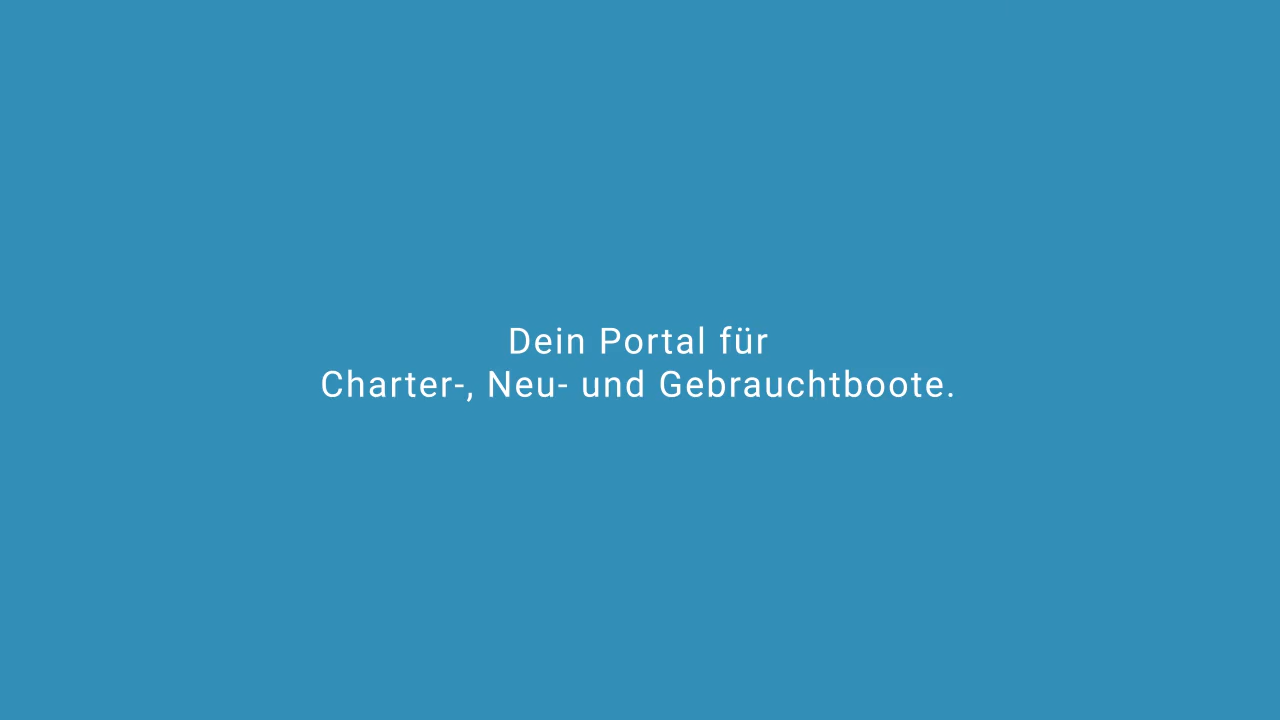 Dein Portal für
Charter-, Neu- und Gebrauchtboote.